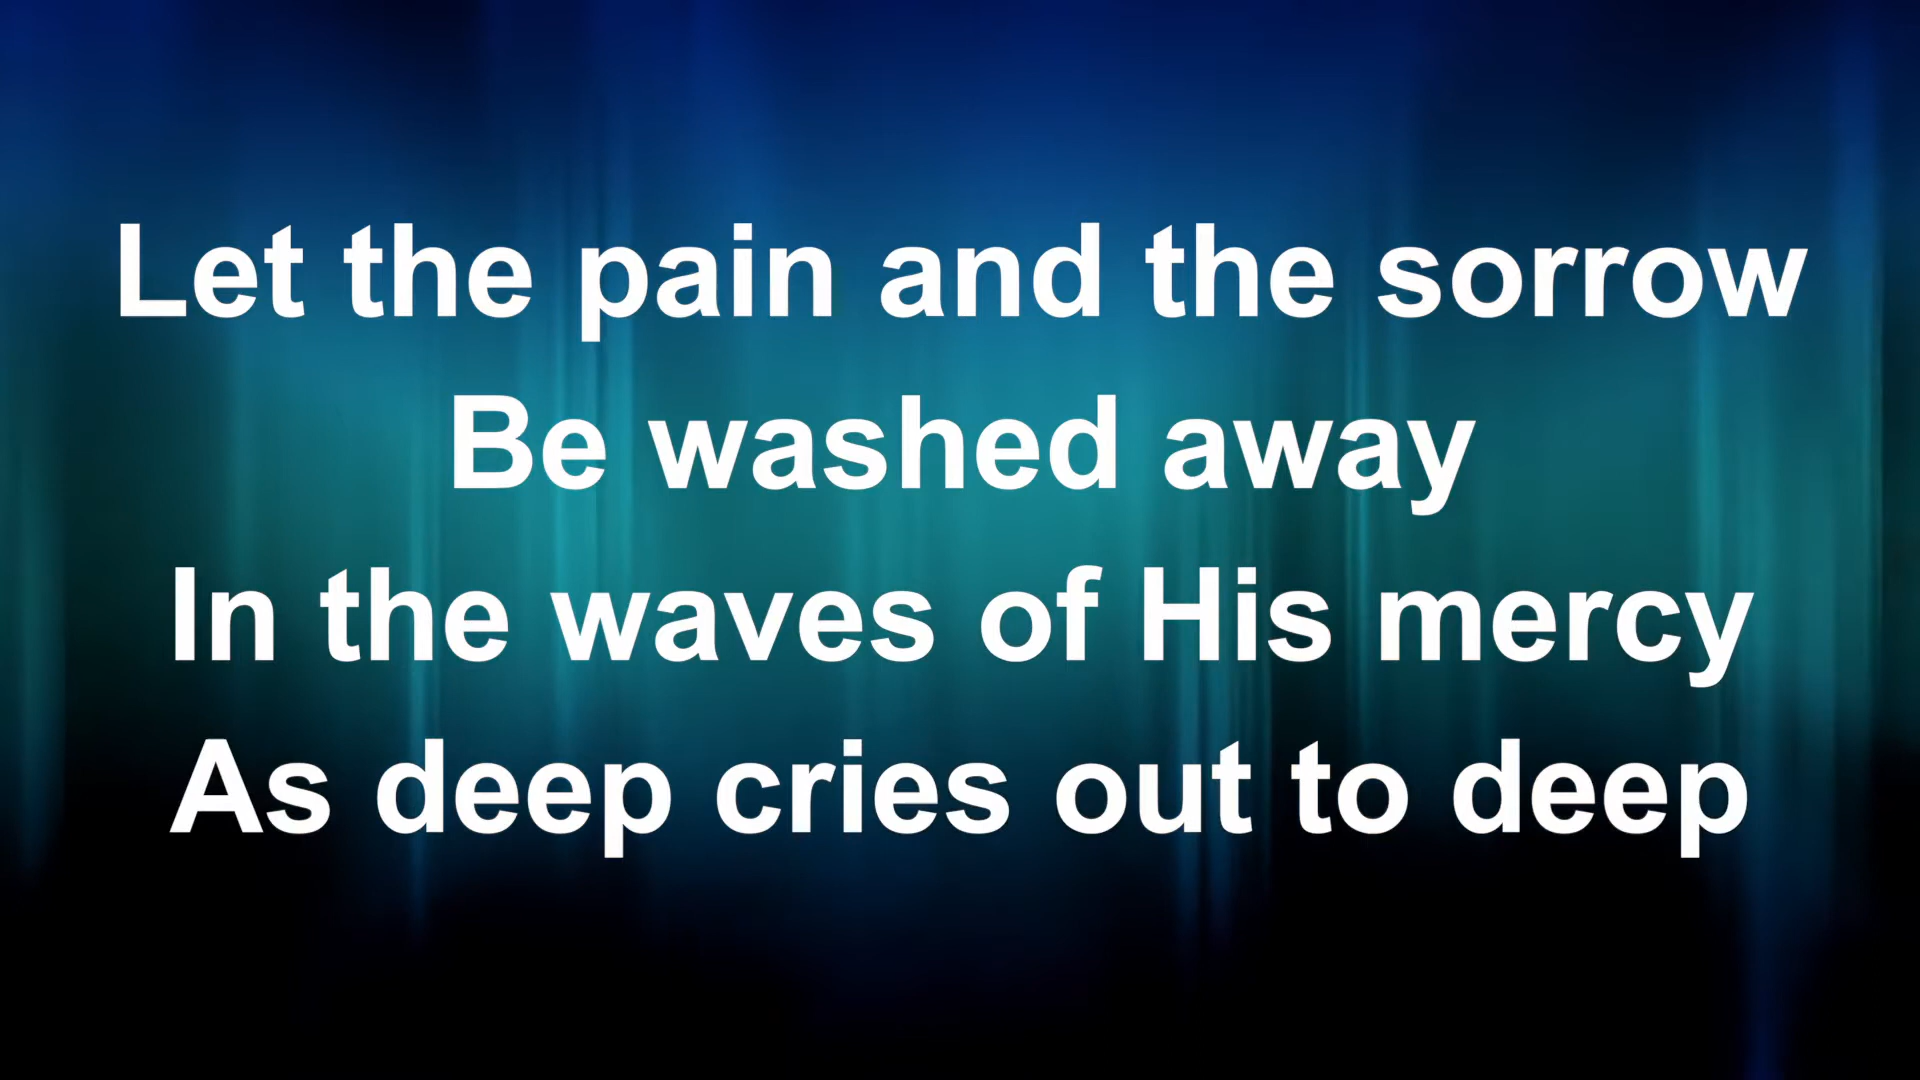 Let the pain and the sorrow
Be washed away
In the waves of His mercy
As deep cries out to deep